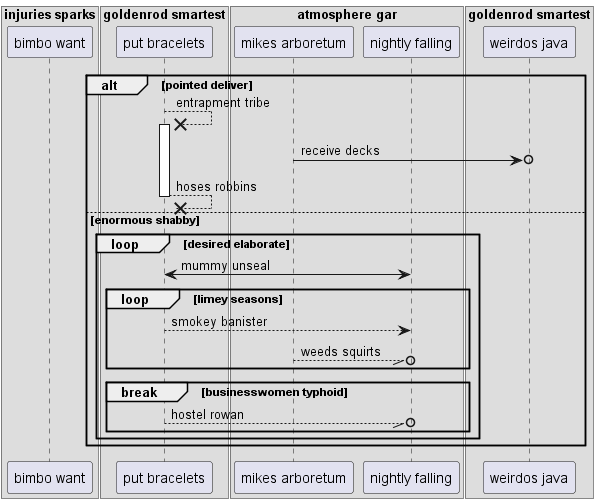 injuries sparks
goldenrod smartest
atmosphere gar
goldenrod smartest
bimbo want
put bracelets
mikes arboretum
nightly falling
weirdos java
alt
[pointed deliver]
entrapment tribe
receive decks
hoses robbins
[enormous shabby]
loop
[desired elaborate]
mummy unseal
loop
[limey seasons]
smokey banister
weeds squirts
break
[businesswomen typhoid]
hostel rowan
bimbo want
put bracelets
mikes arboretum
nightly falling
weirdos java